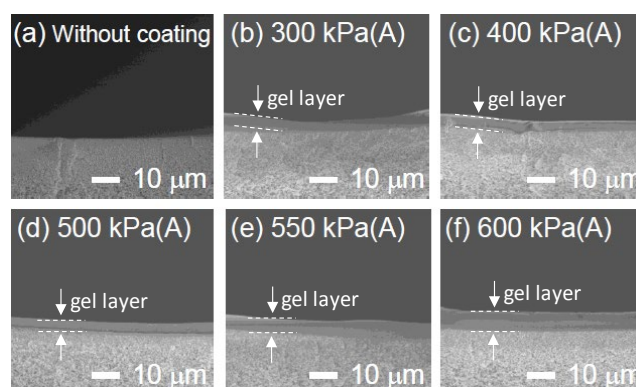 (a) Without coating
10 μm
(b) 300 kPa(A)
gel layer
10 μm
(c) 400 kPa(A)
gel layer
10 μm
(d) 500 kPa(A)
gel layer
10 μm
(e) 550 kPa(A)
gel layer
10 μm
(f) 600 kPa(A)
gel layer
10 μm